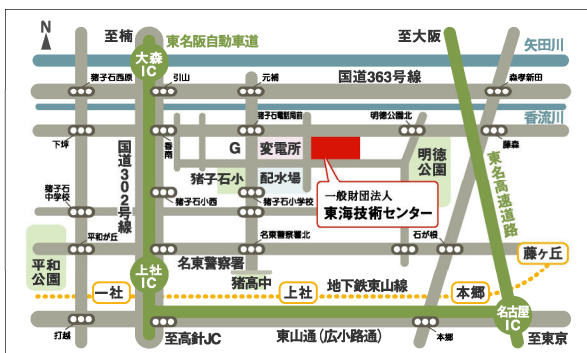 N
至楠
東名阪自動車道
至大阪
矢田川
大森
IC
猪子石西原
引山
元補
国道363号線
森孝新田
香流川
猪子石電話局前
明徳公園北
下坪
香南
藤森
国道302号線
G
変電所
明徳
公園
猪子石小
配水場
東名高速道路
猪子石
中学校
猪子石小西
猪子石小学校
一般財団法人
東海技術センター
平和が丘
名東警察署北
石が根
平和
公園
名東警察署
藤ヶ丘
上社
IC
猪高中
地下鉄東山線
一社
上社
本郷
名古屋
IC
打越
至高針JC
東山通(広小路通)
本郷
至東京